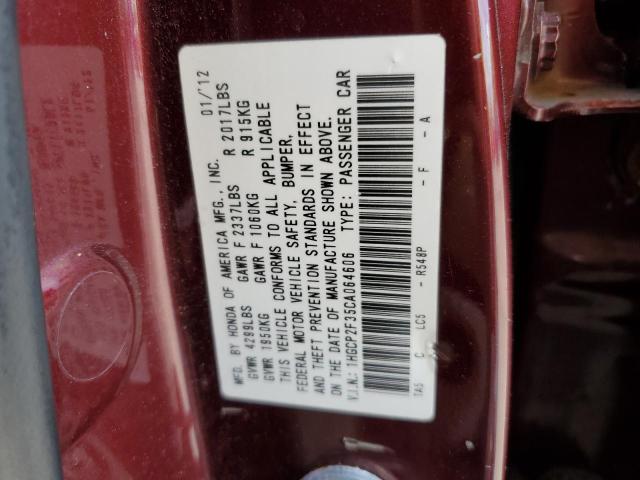 MFD. BY HONDA OF AMERICA MFG., INC. 01/'12
GVWR 4299LBS GAWR F 2337LBS R 2017LBS
GVWR 1950KG GAWR F 1060KG R 915KG
THIS VEHICLE CONFORMS TO ALL APPLICABLE
FEDERAL MOTOR VEHICLE SAFETY, BUMPER,
AND THEFT PREVENTION STANDARDS IN EFFECT
ON THE DATE OF MANUFACTURE SHOWN ABOVE.
V.I.N.: 1HGCP2F35CA064606 TYPE: PASSENGER CAR
TA5 C LC5 - R548P - F - A